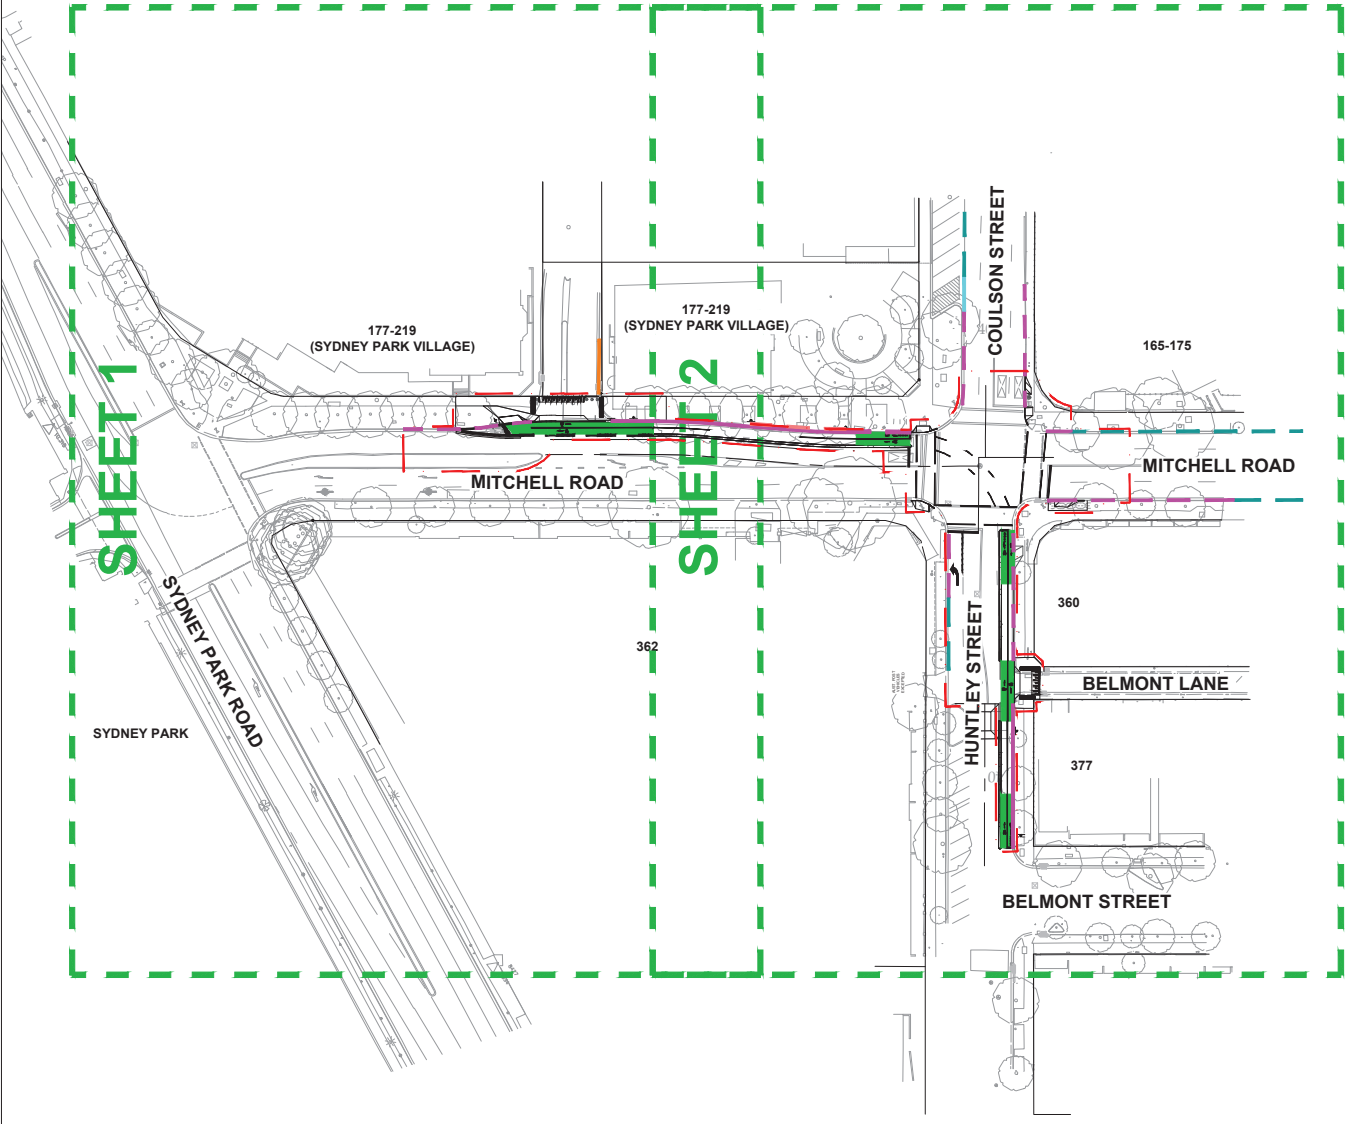 COULSON STREET
177-219
(SYDNEY PARK VILLAGE)
177-219
(SYDNEY PARK VILLAGE)
165-175
SHEET 1
SHEET 2
MITCHELL ROAD
MITCHELL ROAD
SYDNEY PARK ROAD
360
362
HUNTLEY STREET
BELMONT LANE
SYDNEY PARK
377
BELMONT STREET